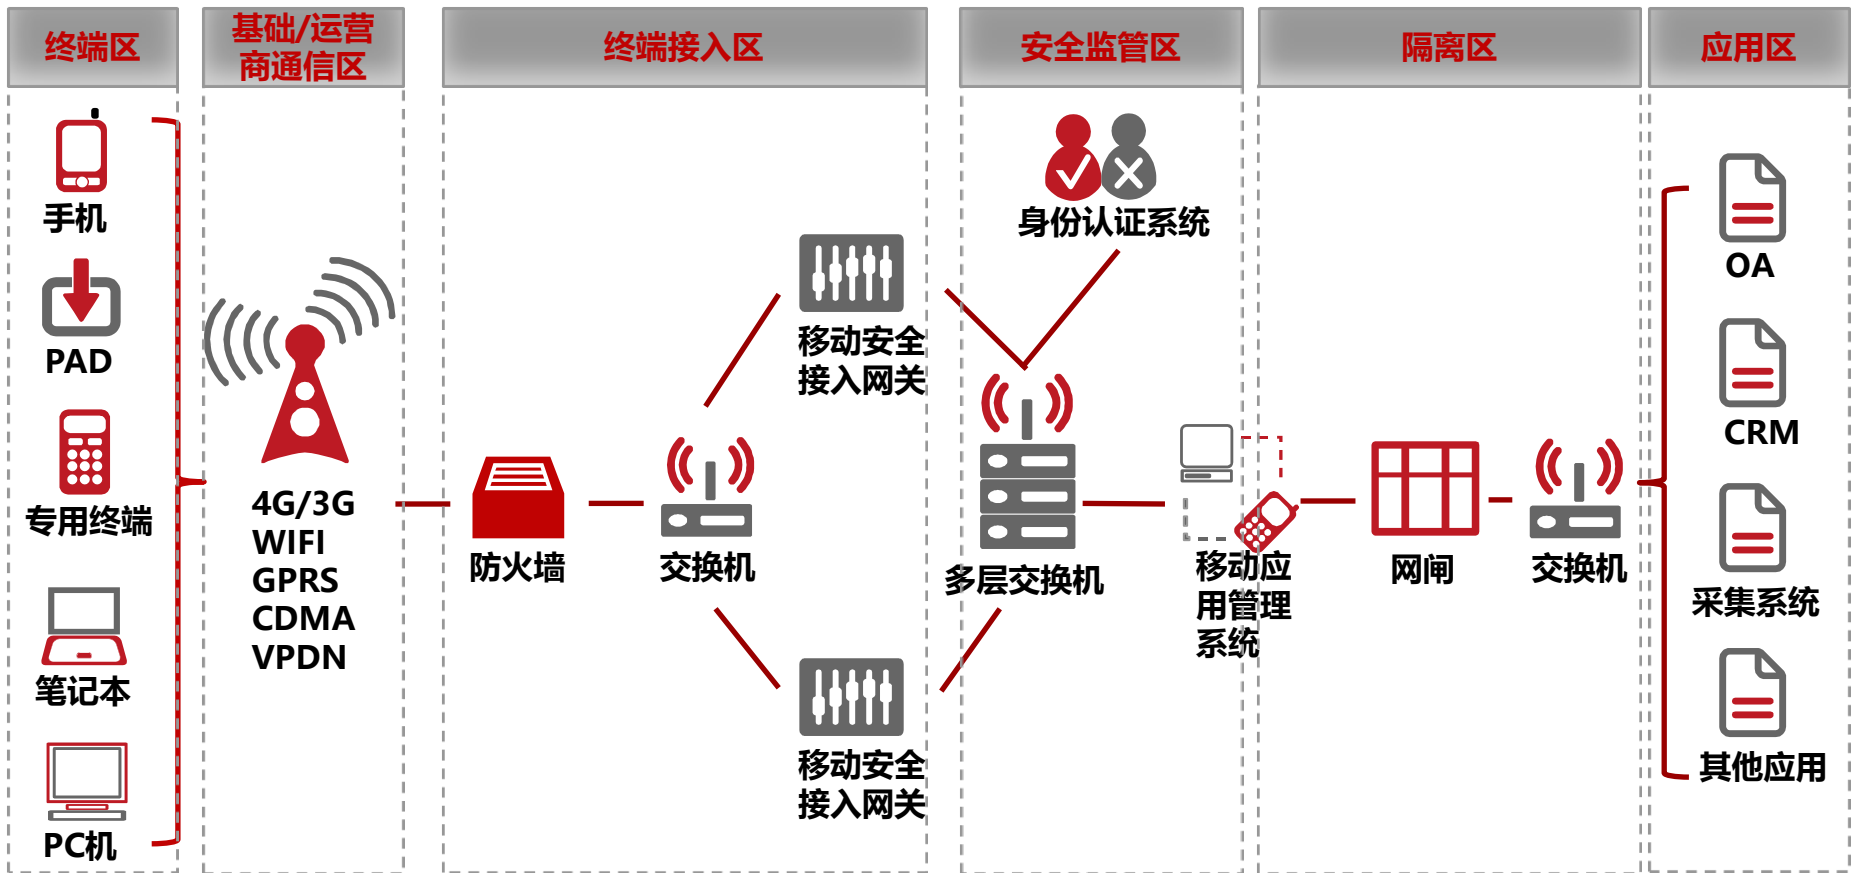 终端区
基础/运营
商通信区
终端接入区
安全监管区
隔离区
应用区
手机
PAD
专用终端
笔记本
PC机
4G/3G
WIFI
GPRS
CDMA
VPDN
防火墙
交换机
移动安全
接入网关
移动安全
接入网关
身份认证系统
多层交换机
移动应
用管理
系统
网闸
交换机
OA
CRM
采集系统
其他应用